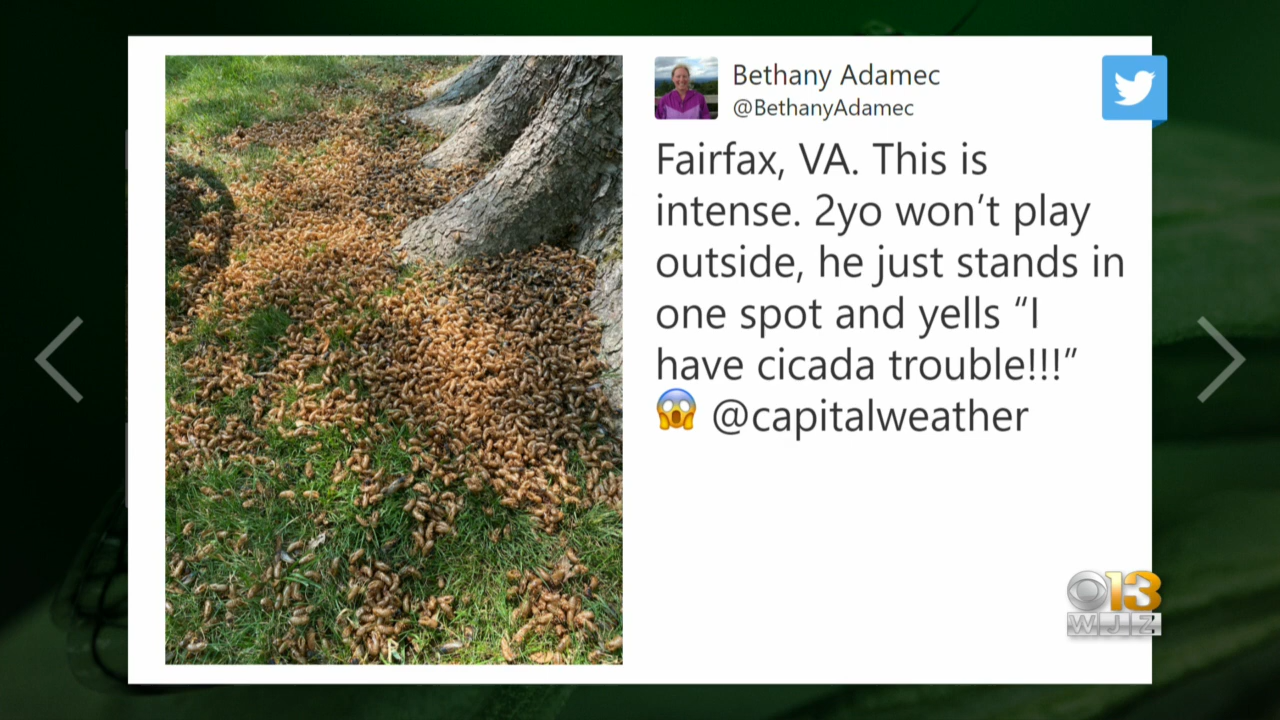 Bethany Adamec
@BethanyAdamec
Fairfax, VA. This is
intense. 2yo won’t play
outside, he just stands in
one spot and yells “I
have cicada trouble!!!”
😱 @capitalweather
13
WJZ